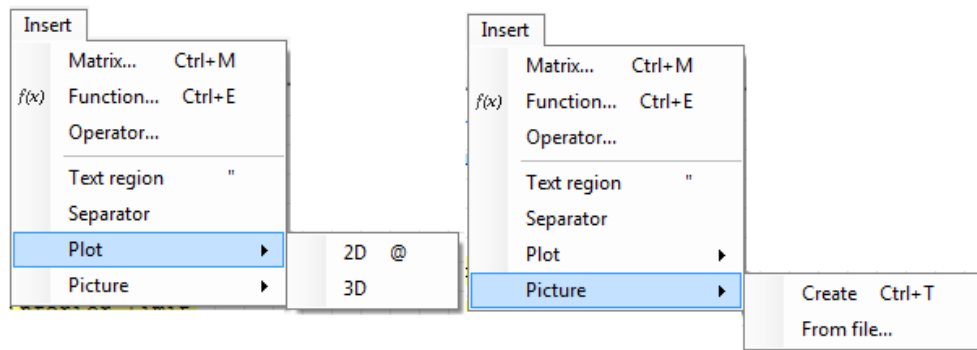 Insert
Matrix... Ctrl+M
f(x) Function... Ctrl+E
Operator...
Text region "
Separator
Plot
2D @
Picture
3D
Insert
Matrix... Ctrl+M
f(x) Function... Ctrl+E
Operator...
Text region "
Separator
Plot
Picture
Create Ctrl+T
From file...